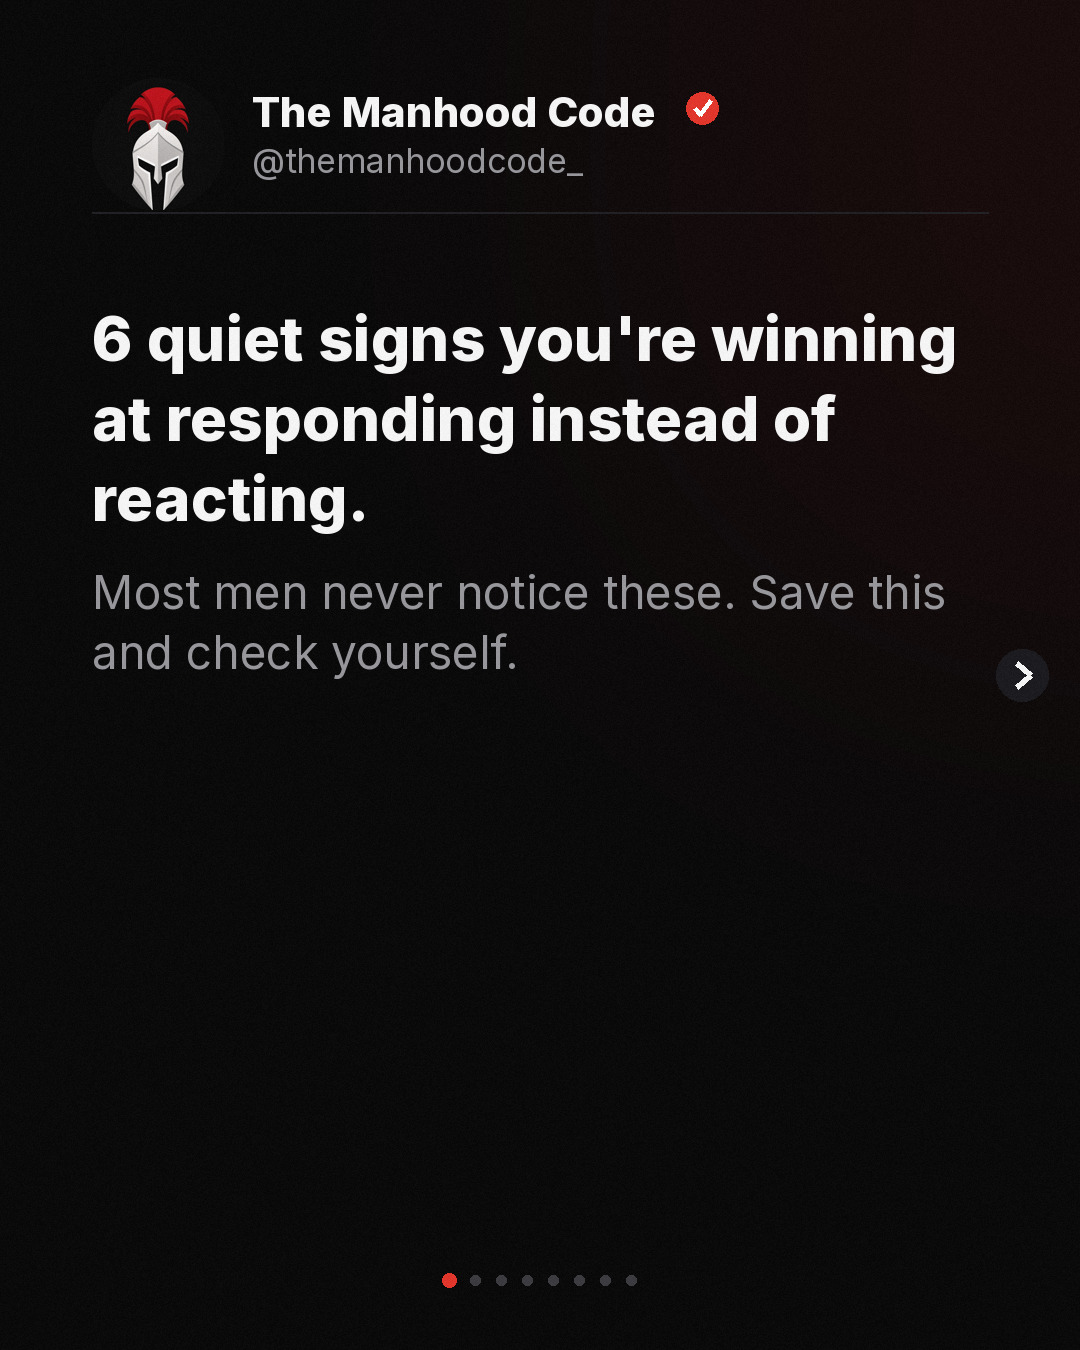 The Manhood Code
@themanhoodcode_
6 quiet signs you're winning
at responding instead of
reacting.
Most men never notice these. Save this
and check yourself.